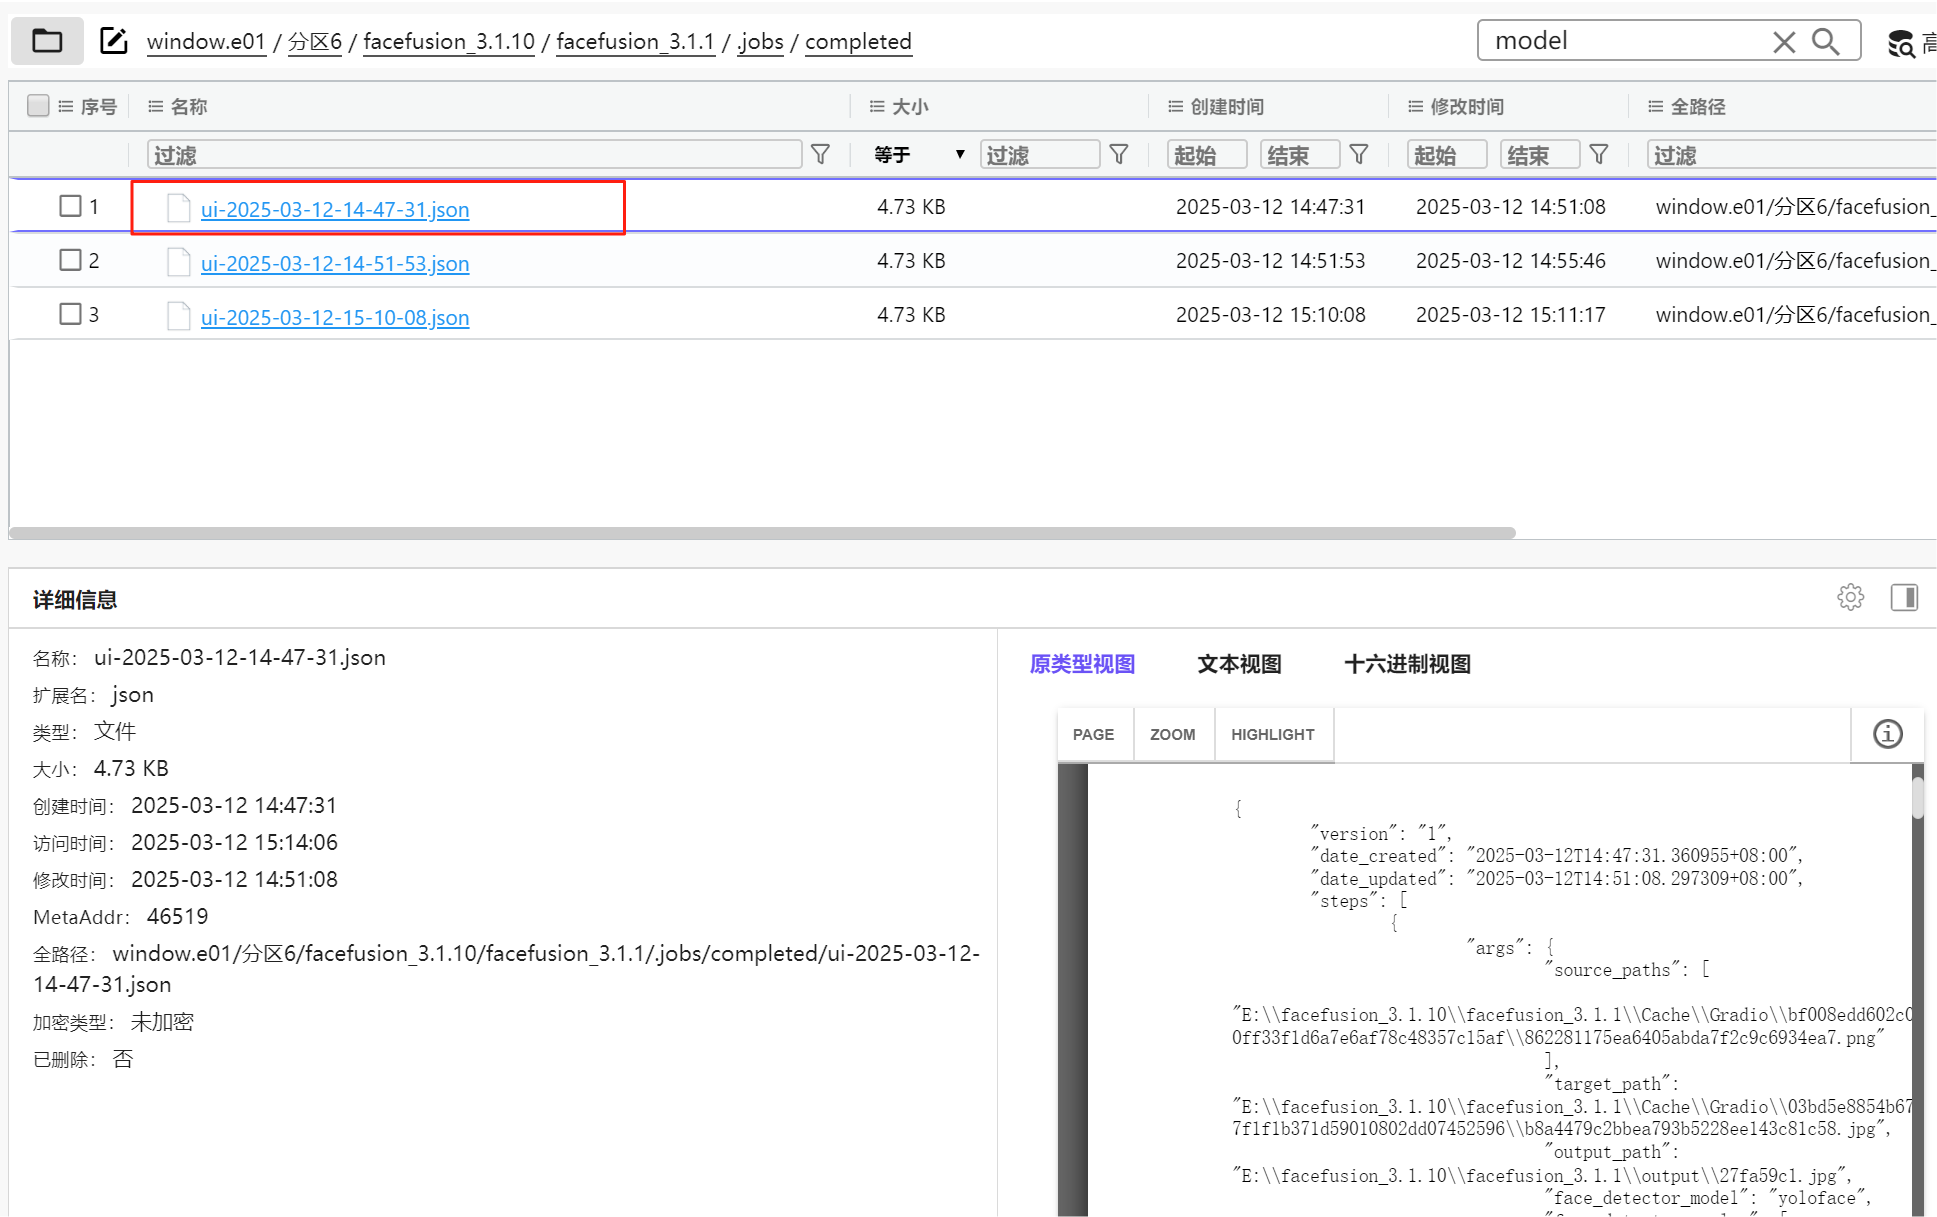 window.e01 / 分区6 / facefusion_3.1.10 / facefusion_3.1.1 / .jobs / completed
model
高
序号 名称 大小 创建时间 修改时间 全路径
过滤 等于 过滤 起始 结束 起始 结束 过滤
1 ui-2025-03-12-14-47-31.json 4.73 KB 2025-03-12 14:47:31 2025-03-12 14:51:08 window.e01/分区6/facefusion_
2 ui-2025-03-12-14-51-53.json 4.73 KB 2025-03-12 14:51:53 2025-03-12 14:55:46 window.e01/分区6/facefusion_
3 ui-2025-03-12-15-10-08.json 4.73 KB 2025-03-12 15:10:08 2025-03-12 15:11:17 window.e01/分区6/facefusion_
详细信息
名称： ui-2025-03-12-14-47-31.json
扩展名： json
类型： 文件
大小： 4.73 KB
创建时间： 2025-03-12 14:47:31
访问时间： 2025-03-12 15:14:06
修改时间： 2025-03-12 14:51:08
MetaAddr： 46519
全路径： window.e01/分区6/facefusion_3.1.10/facefusion_3.1.1/.jobs/completed/ui-2025-03-12-
14-47-31.json
加密类型： 未加密
已删除： 否
原类型视图 文本视图 十六进制视图
PAGE ZOOM HIGHLIGHT
{
"version": "1",
"date_created": "2025-03-12T14:47:31.360955+08:00",
"date_updated": "2025-03-12T14:51:08.297309+08:00",
"steps": [
{
"args": {
"source_paths": [
"E:\\facefusion_3.1.10\\facefusion_3.1.1\\Cache\\Gradio\\bf008edd602c0
0ff33f1d6a7e6af78c48357c15af\\862281175ea6405abda7f2c9c6934ea7.png"
],
"target_path":
"E:\\facefusion_3.1.10\\facefusion_3.1.1\\Cache\\Gradio\\03bd5e8854b67
7f1f1b371d59010802dd07452596\\b8a4479c2bbea793b5228ee143c81c58.jpg",
"output_path":
"E:\\facefusion_3.1.10\\facefusion_3.1.1\\output\\27fa59c1.jpg",
"face_detector_model": "yoloface",